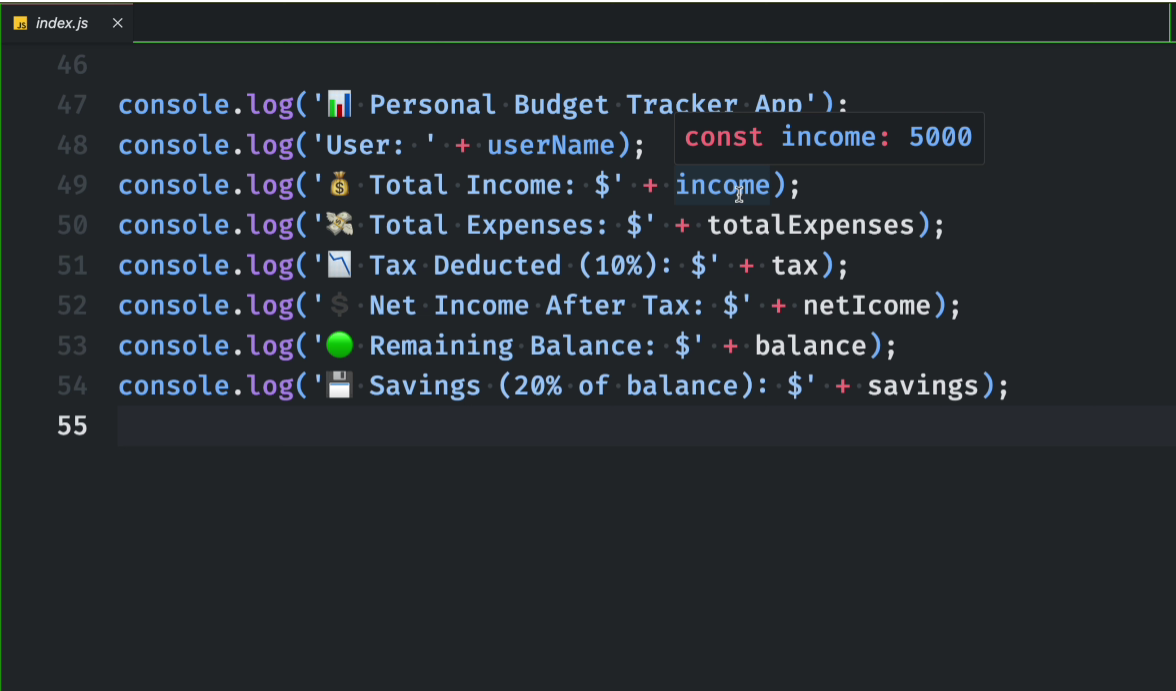 index.js
46
47 console.log('📊 Personal Budget Tracker App');
48 console.log('User: ' + userName);
const income: 5000
49 console.log('💰 Total Income: $' + income);
50 console.log('💸 Total Expenses: $' + totalExpenses);
51 console.log('📉 Tax Deducted (10%): $' + tax);
52 console.log('💲 Net Income After Tax: $' + netIcome);
53 console.log('🟢 Remaining Balance: $' + balance);
54 console.log('💾 Savings (20% of balance): $' + savings);
55